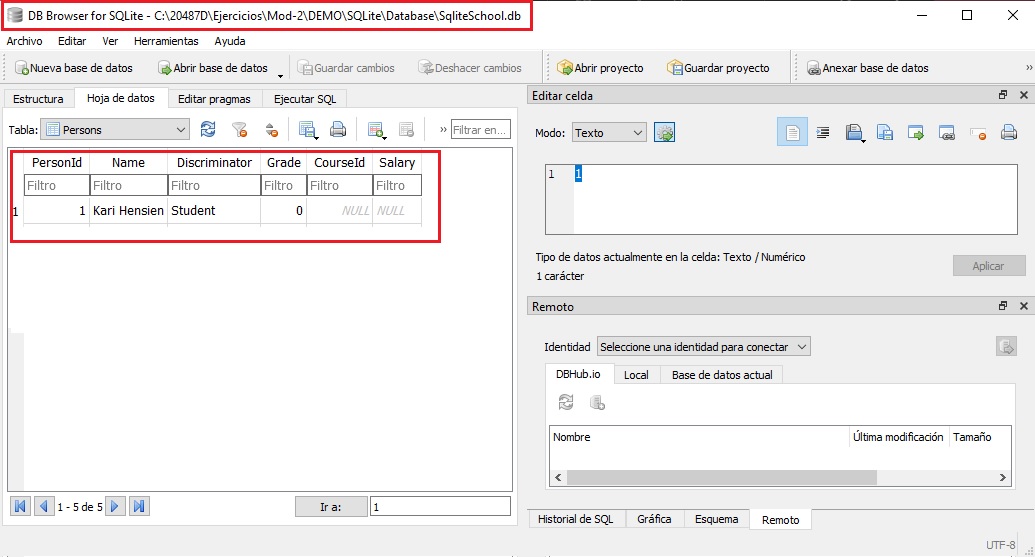 DB Browser for SQLite - C:\20487D\Ejercicios\Mod-2\DEMO\SQLite\Database\SqliteSchool.db
Archivo Editar Ver Herramientas Ayuda
Nueva base de datos Abrir base de datos Guardar cambios Deshacer cambios Abrir proyecto Guardar proyecto Anexar base de datos »
Estructura Hoja de datos Editar pragmas Ejecutar SQL
Tabla: Persons » Filtrar en...
PersonId Name Discriminator Grade CourseId Salary
Filtro Filtro Filtro Filtro Filtro Filtro
1 1 Kari Hensien Student 0 NULL NULL
1 - 5 de 5 Ir a: 1
Editar celda
Modo: Texto
1 1
Tipo de datos actualmente en la celda: Texto / Numérico
1 carácter
Aplicar
Remoto
Identidad Seleccione una identidad para conectar
DBHub.io Local Base de datos actual
Nombre Última modificación Tamaño
Historial de SQL Gráfica Esquema Remoto
UTF-8